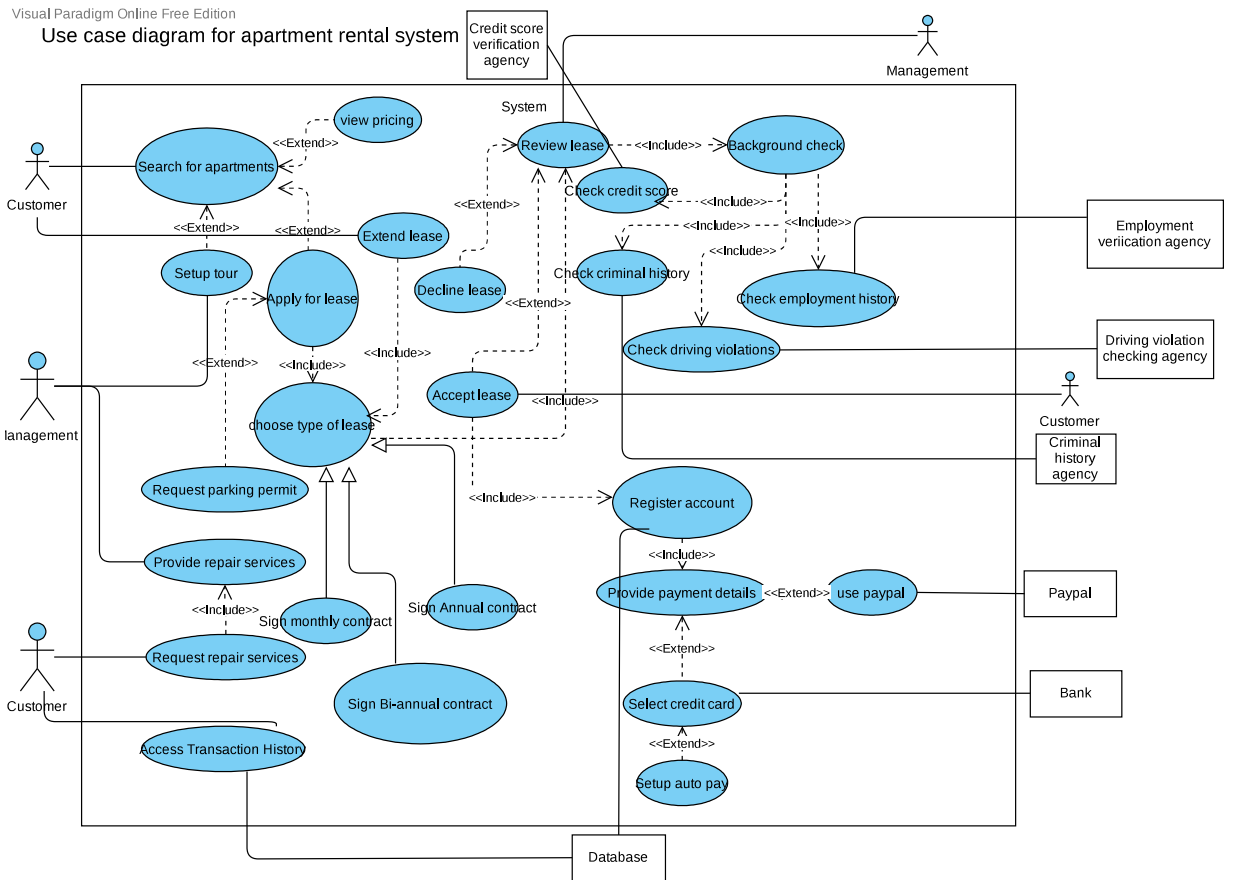 Visual Paradigm Online Free Edition
Use case diagram for apartment rental system
Credit score
verification
agency
Management
System
view pricing
<<Extend>>
Search for apartments
Customer
Review lease
<<Include>>
Background check
Check credit score
<<Include>>
<<Extend>>
<<Extend>>
<<Extend>>
Extend lease
<<Include>>
<<Include>>
<<Include>>
Employment
veriication agency
Setup tour
Apply for lease
Decline lease
Check criminal history
Check employment history
<<Extend>>
Driving violation
checking agency
Check driving violations
<<Extend>>
<<Include>>
<<Include>>
Accept lease
<<Include>>
Customer
lanagement
choose type of lease
Criminal
history
agency
Request parking permit
<<Include>>
Register account
Provide repair services
<<Include>>
<<Include>>
Provide payment details
<<Extend>>
use paypal
Paypal
Sign monthly contract
Sign Annual contract
Request repair services
<<Extend>>
Customer
Sign Bi-annual contract
Select credit card
Bank
Access Transaction History
<<Extend>>
Setup auto pay
Database